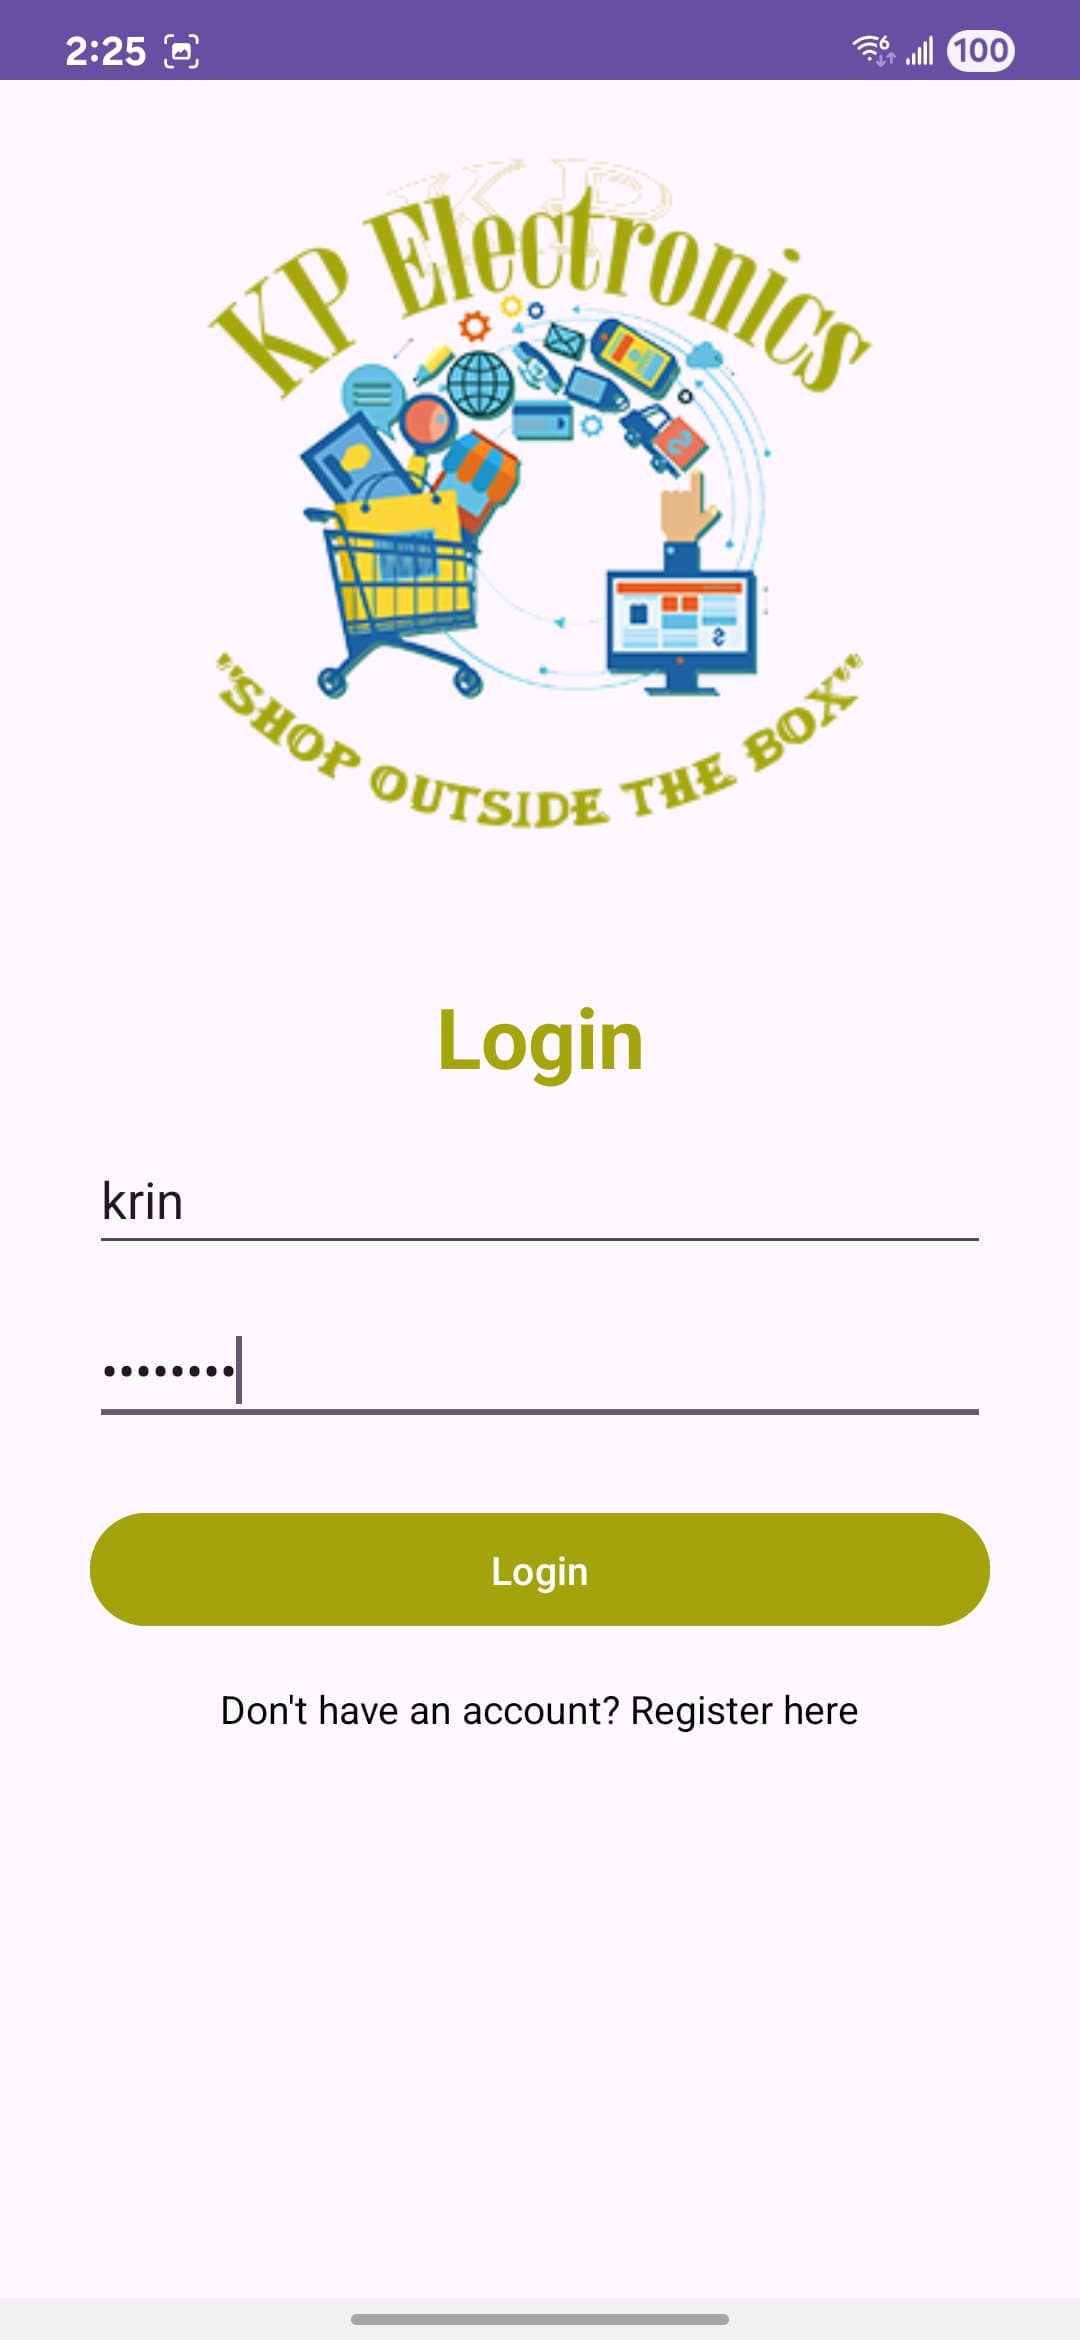 2:25
6
100
KP
KP Electronics
"SHOP OUTSIDE THE BOX"
Login
krin
••••••••
Login
Don't have an account? Register here